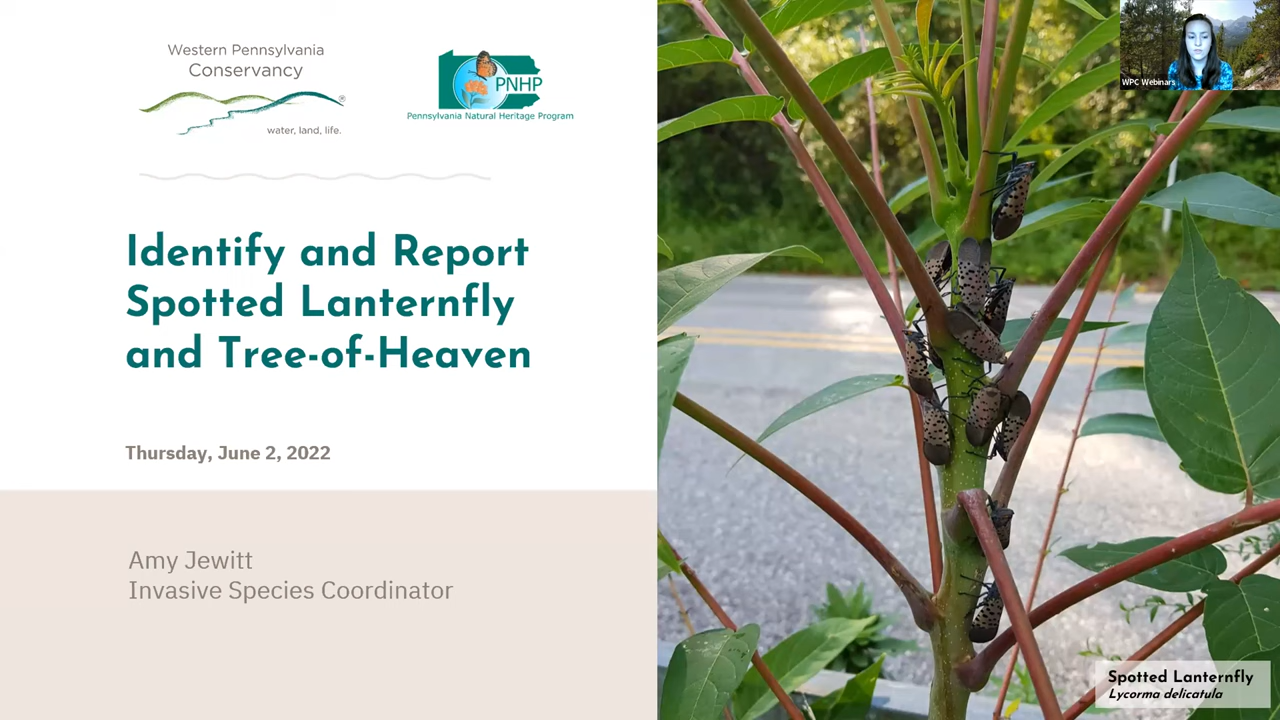 Western Pennsylvania
Conservancy
®
water, land, life.
PNHP
Pennsylvania Natural Heritage Program
Identify and Report
Spotted Lanternfly
and Tree-of-Heaven
Thursday, June 2, 2022
Amy Jewitt
Invasive Species Coordinator
WPC Webinars
Spotted Lanternfly
Lycorma delicatula